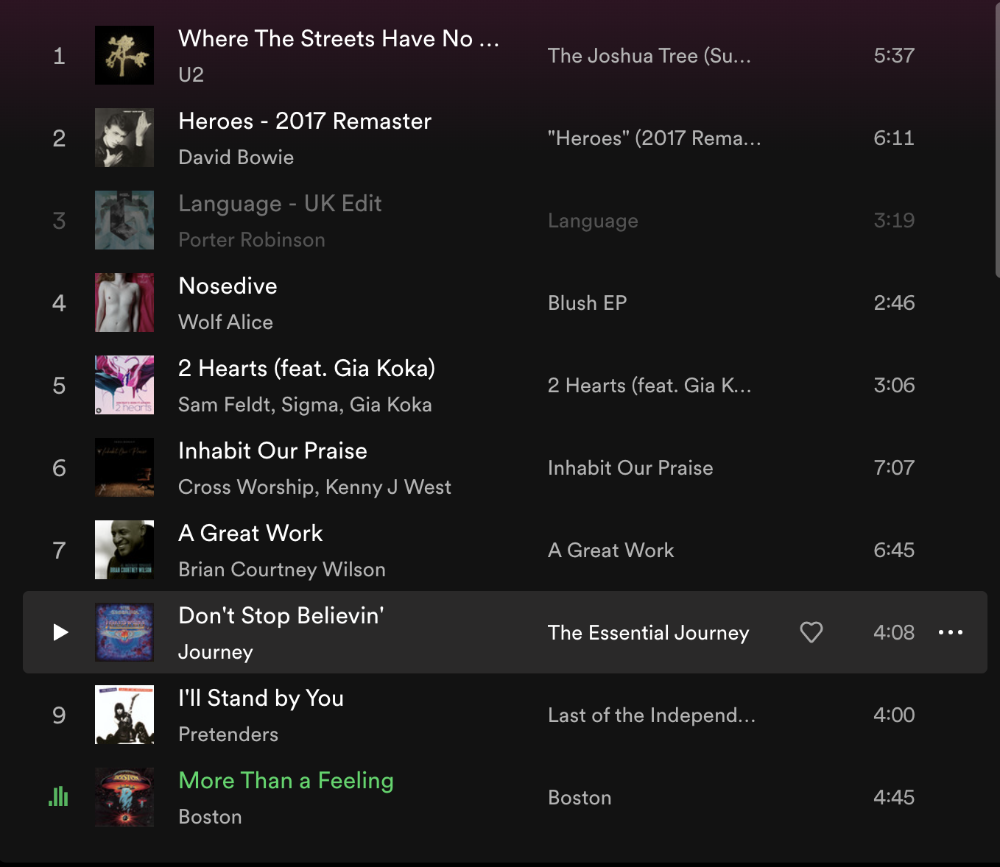 1
Where The Streets Have No ...
U2
The Joshua Tree (Su...
5:37
2
Heroes - 2017 Remaster
David Bowie
"Heroes" (2017 Rema...
6:11
3
Language - UK Edit
Porter Robinson
Language
3:19
4
Nosedive
Wolf Alice
Blush EP
2:46
5
2 hearts
2 Hearts (feat. Gia Koka)
Sam Feldt, Sigma, Gia Koka
2 Hearts (feat. Gia K...
3:06
6
Inhabit Our Praise
Inhabit Our Praise
Cross Worship, Kenny J West
Inhabit Our Praise
7:07
7
BRIAN COURTNEY WILSON
A Great Work
Brian Courtney Wilson
A Great Work
6:45
Don't Stop Believin'
Journey
The Essential Journey
4:08
9
I'll Stand by You
Pretenders
Last of the Independ...
4:00
BOSTON
More Than a Feeling
Boston
Boston
4:45